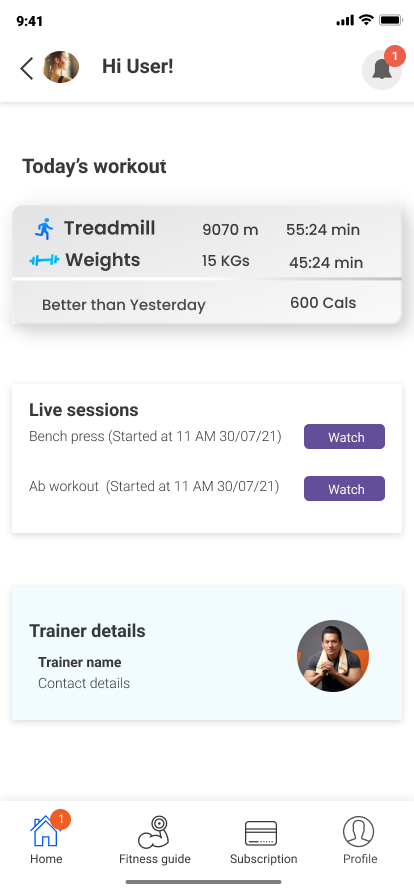 9:41
Hi User!
1
Today's workout
Treadmill 9070 m 55:24 min
Weights 15 KGs 45:24 min
Better than Yesterday 600 Cals
Live sessions
Bench press (Started at 11 AM 30/07/21) Watch
Ab workout (Started at 11 AM 30/07/21) Watch
Trainer details
Trainer name
Contact details
1
Home Fitness guide Subscription Profile